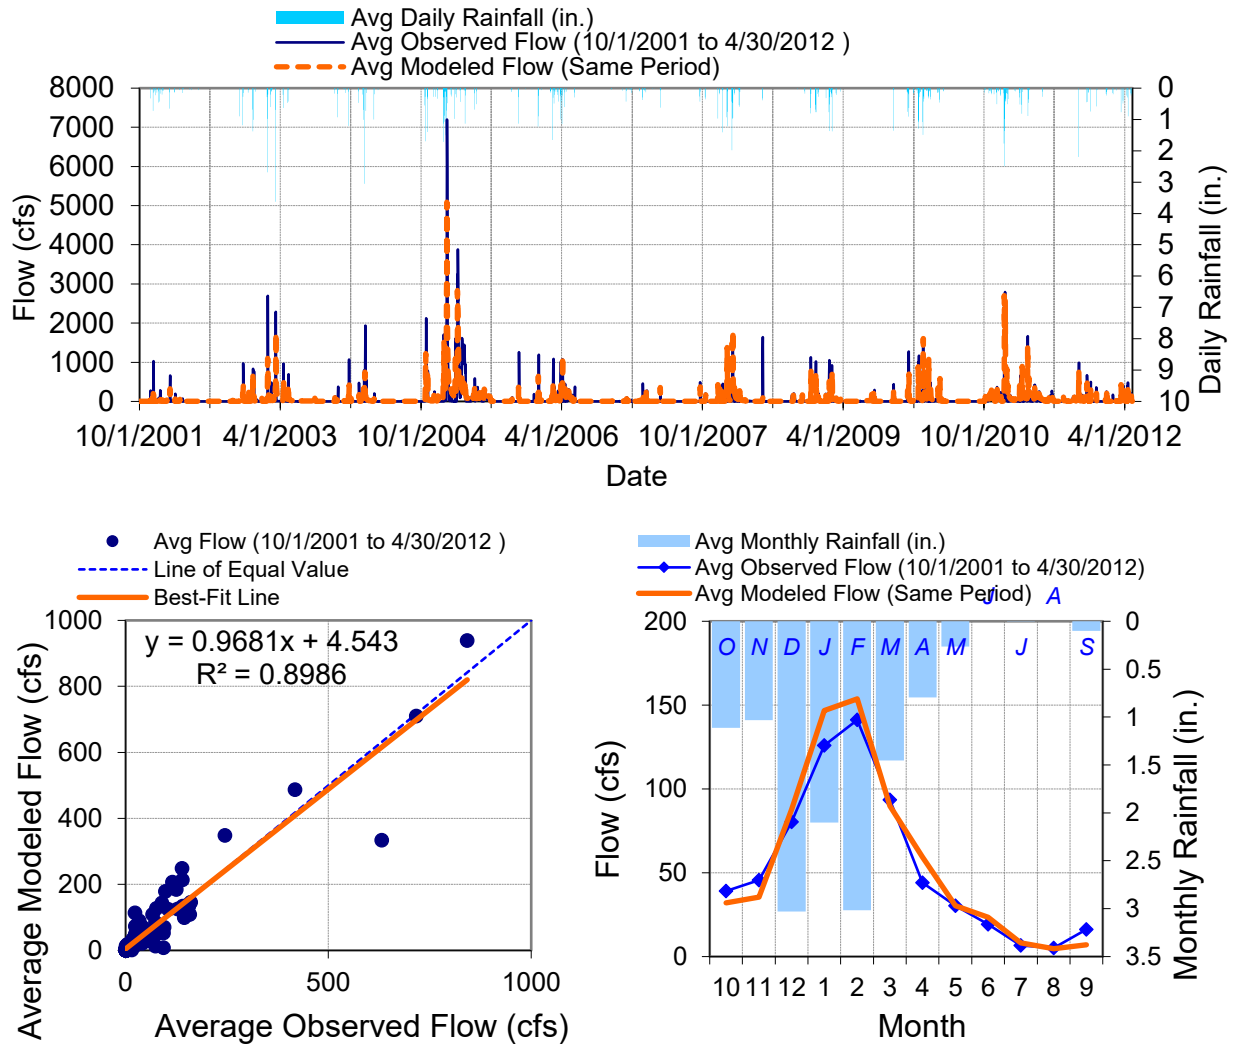 Avg Daily Rainfall (in.)
Avg Observed Flow (10/1/2001 to 4/30/2012 )
Avg Modeled Flow (Same Period)
8000
7000
6000
5000
4000
3000
2000
1000
0
Flow (cfs)
0
1
2
3
4
5
6
7
8
9
10
Daily Rainfall (in.)
10/1/2001 4/1/2003 10/1/2004 4/1/2006 10/1/2007 4/1/2009 10/1/2010 4/1/2012
Date
Avg Flow (10/1/2001 to 4/30/2012 )
Line of Equal Value
Best-Fit Line
y = 0.9681x + 4.543
R² = 0.8986
1000
800
600
400
200
0
Average Modeled Flow (cfs)
0 500 1000
Average Observed Flow (cfs)
Avg Monthly Rainfall (in.)
Avg Observed Flow (10/1/2001 to 4/30/2012)
Avg Modeled Flow (Same Period)
J A
O N D J F M A M J S
200
150
100
50
0
Flow (cfs)
0
0.5
1
1.5
2
2.5
3
3.5
Monthly Rainfall (in.)
10 11 12 1 2 3 4 5 6 7 8 9
Month